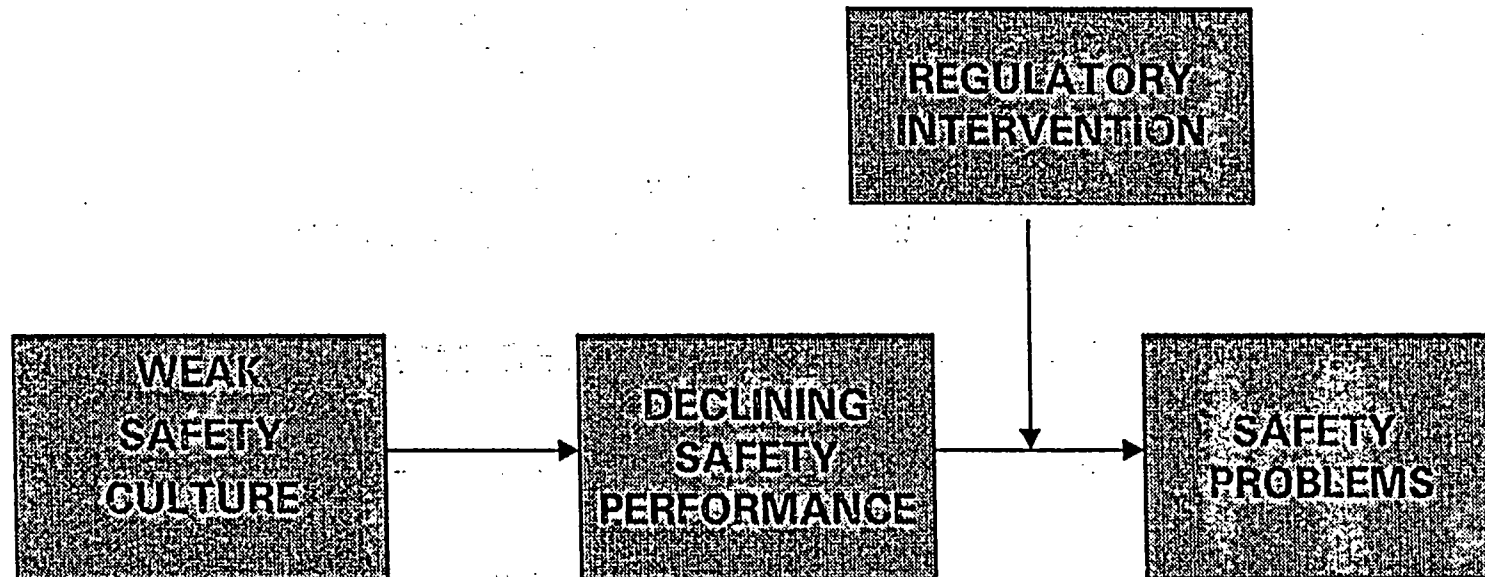 REGULATORY
INTERVENTION
WEAK
SAFETY
CULTURE
DECLINING
SAFETY
PERFORMANCE
SAFETY
PROBLEMS